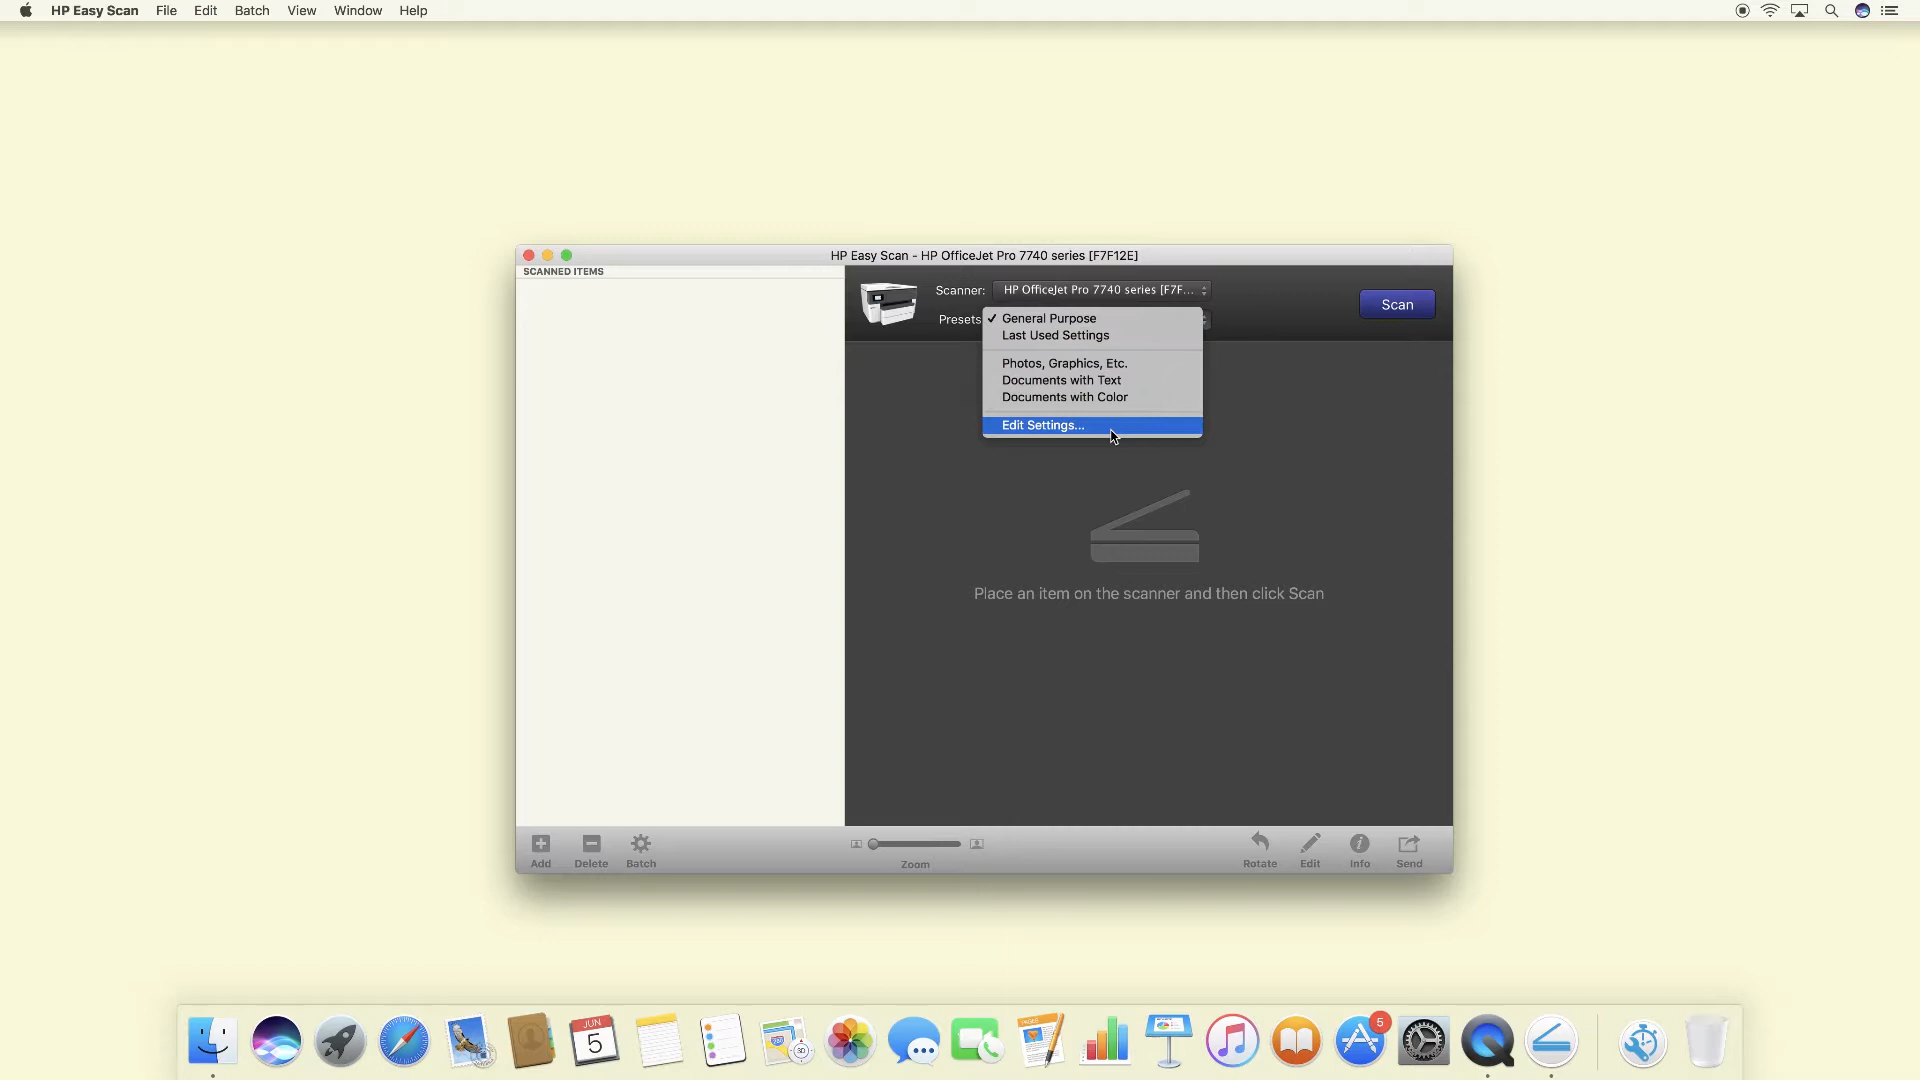 HP Easy Scan File Edit Batch View Window Help
HP Easy Scan - HP OfficeJet Pro 7740 series [F7F12E]
SCANNED ITEMS
Scanner: HP OfficeJet Pro 7740 series [F7F...
Scan
Presets
✓ General Purpose
Last Used Settings
Photos, Graphics, Etc.
Documents with Text
Documents with Color
Edit Settings...
Place an item on the scanner and then click Scan
Add Delete Batch Zoom Rotate Edit Info Send
JUN
5
280
3D
5